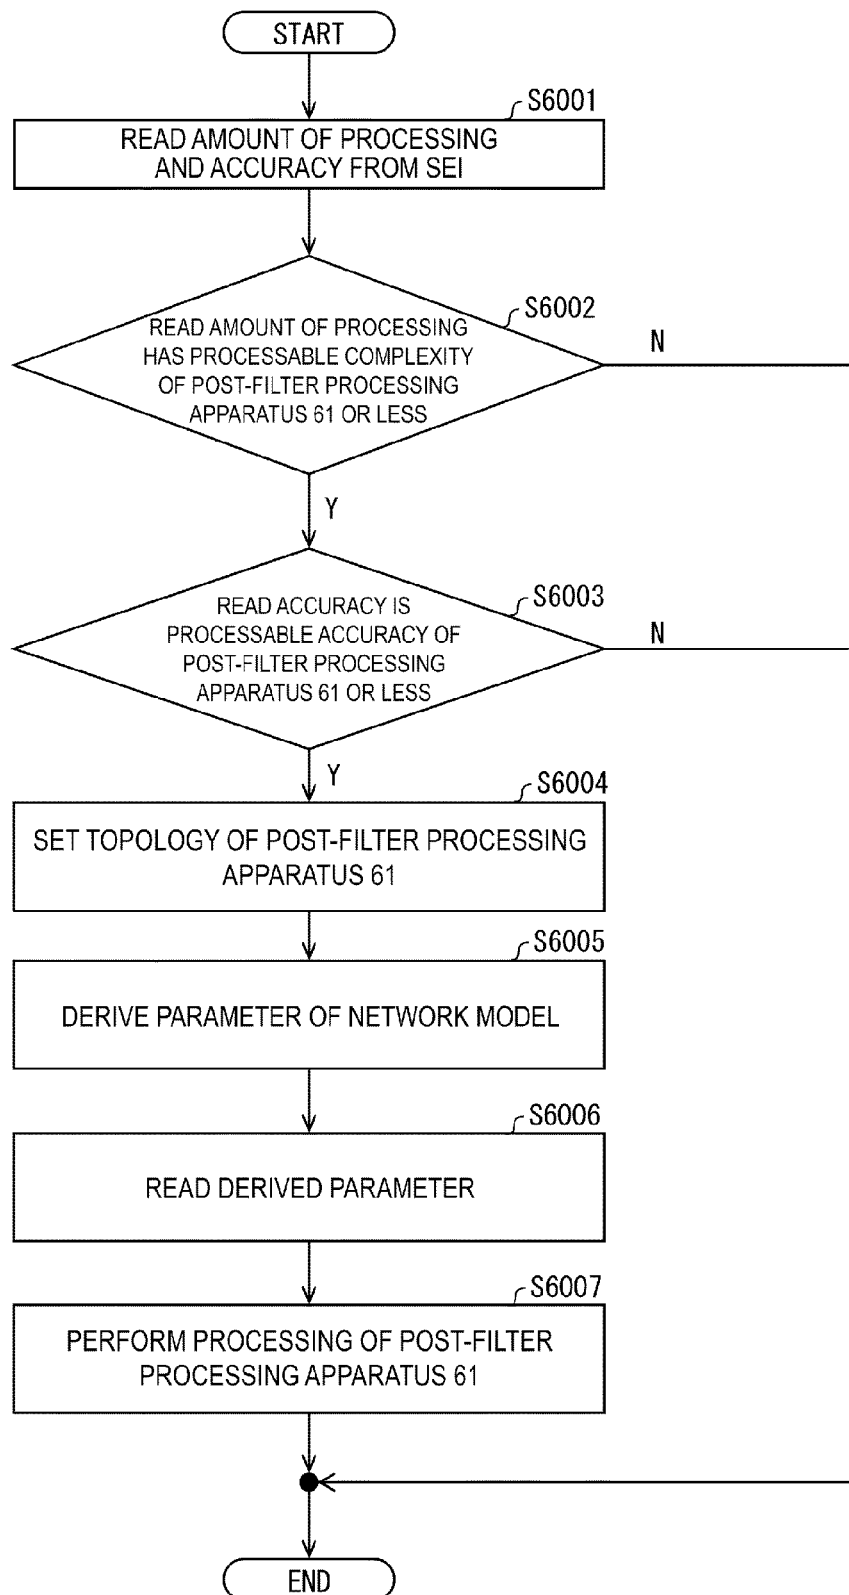 START
S6001
READ AMOUNT OF PROCESSING
AND ACCURACY FROM SEI
S6002
READ AMOUNT OF PROCESSING
HAS PROCESSABLE COMPLEXITY
OF POST-FILTER PROCESSING
APPARATUS 61 OR LESS
N
Y
S6003
READ ACCURACY IS
PROCESSABLE ACCURACY OF
POST-FILTER PROCESSING
APPARATUS 61 OR LESS
N
Y
S6004
SET TOPOLOGY OF POST-FILTER PROCESSING
APPARATUS 61
S6005
DERIVE PARAMETER OF NETWORK MODEL
S6006
READ DERIVED PARAMETER
S6007
PERFORM PROCESSING OF POST-FILTER
PROCESSING APPARATUS 61
END